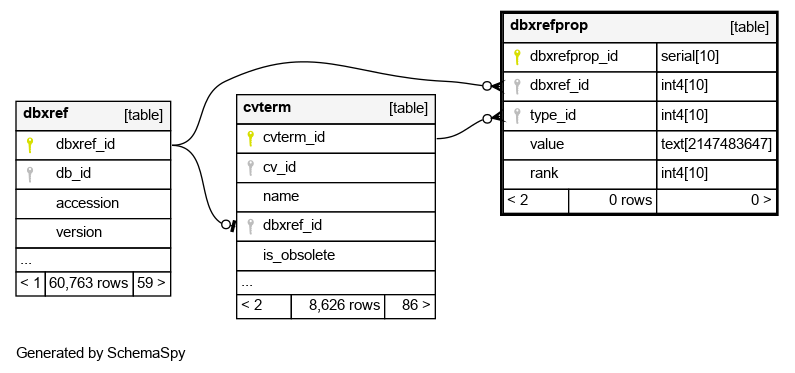 dbxrefprop [table]
dbxrefprop_id serial[10]
dbxref_id int4[10]
type_id int4[10]
value text[2147483647]
rank int4[10]
< 2 0 rows 0 >
dbxref [table]
dbxref_id
db_id
accession
version
...
< 1 60,763 rows 59 >
cvterm [table]
cvterm_id
cv_id
name
dbxref_id
is_obsolete
...
< 2 8,626 rows 86 >
Generated by SchemaSpy